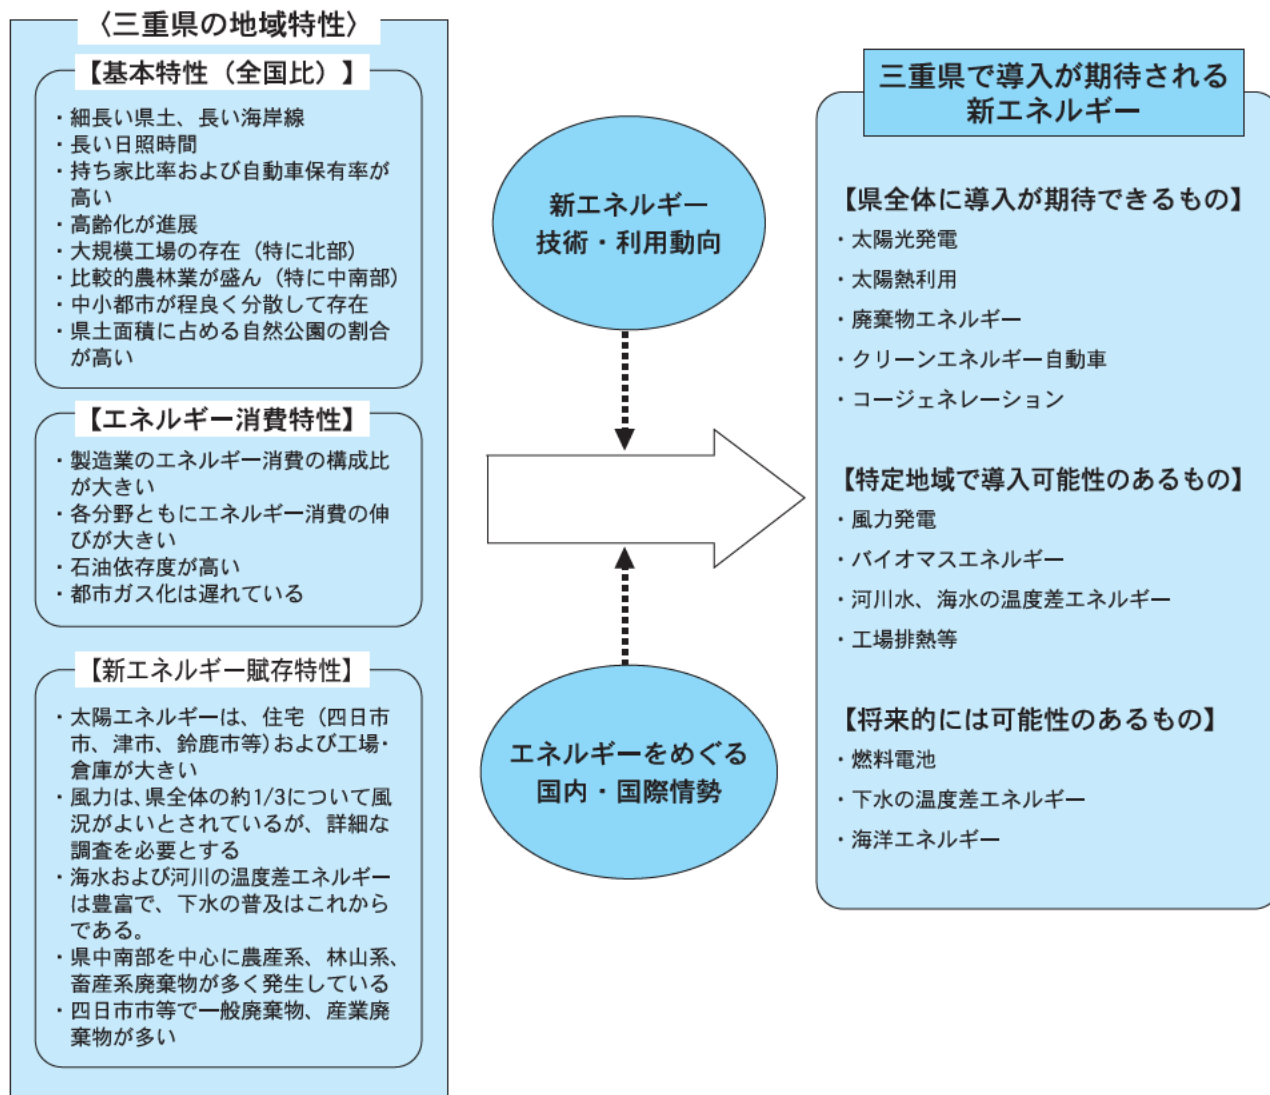 〈三重県の地域特性〉
【基本特性（全国比）】
・細長い県土、長い海岸線
・長い日照時間
・持ち家比率および自動車保有率が
高い
・高齢化が進展
・大規模工場の存在（特に北部）
・比較的農林業が盛ん（特に中南部）
・中小都市が程良く分散して存在
・県土面積に占める自然公園の割合
が高い
【エネルギー消費特性】
・製造業のエネルギー消費の構成比
が大きい
・各分野ともにエネルギー消費の伸
びが大きい
・石油依存度が高い
・都市ガス化は遅れている
【新エネルギー賦存特性】
・太陽エネルギーは、住宅（四日市
市、津市、鈴鹿市等）および工場・
倉庫が大きい
・風力は、県全体の約1/3について風
況がよいとされているが、詳細な
調査を必要とする
・海水および河川の温度差エネルギー
は豊富で、下水の普及はこれから
である。
・県中南部を中心に農産系、林山系、
畜産系廃棄物が多く発生している
・四日市市等で一般廃棄物、産業廃
棄物が多い
新エネルギー
技術・利用動向
エネルギーをめぐる
国内・国際情勢
三重県で導入が期待される
新エネルギー
【県全体に導入が期待できるもの】
・太陽光発電
・太陽熱利用
・廃棄物エネルギー
・クリーンエネルギー自動車
・コージェネレーション
【特定地域で導入可能性のあるもの】
・風力発電
・バイオマスエネルギー
・河川水、海水の温度差エネルギー
・工場排熱等
【将来的には可能性のあるもの】
・燃料電池
・下水の温度差エネルギー
・海洋エネルギー